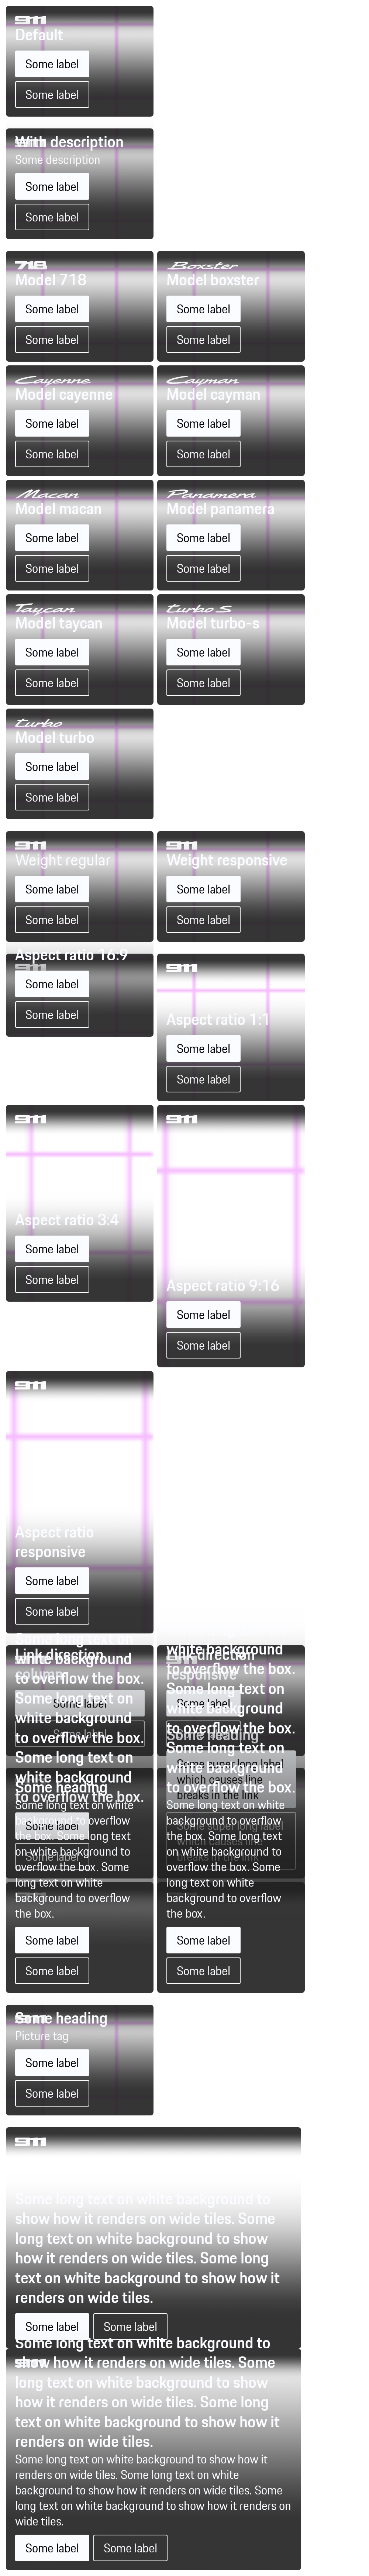 911
Default
Some label
Some label
With description
Some description
Some label
Some label
718
Model 718
Some label
Some label
Boxster
Model boxster
Some label
Some label
Cayenne
Model cayenne
Some label
Some label
Cayman
Model cayman
Some label
Some label
Macan
Model macan
Some label
Some label
Panamera
Model panamera
Some label
Some label
Taycan
Model taycan
Some label
Some label
turbo S
Model turbo-s
Some label
Some label
turbo
Model turbo
Some label
Some label
911
Weight regular
Some label
Some label
911
Weight responsive
Some label
Some label
Aspect ratio 16:9
911
Some label
Some label
911
Aspect ratio 1:1
Some label
Some label
911
Aspect ratio 3:4
Some label
Some label
911
Aspect ratio 9:16
Some label
Some label
911
Aspect ratio
responsive
Some label
Some label
Some long text on
white background
to overflow the box.
Some long text on
white background
to overflow the box.
Some long text on
white background
to overflow the box.
Link direction
column
Some label
Some label
Some heading
Some label
Some label
Some long text on white
background to overflow
the box. Some long text
on white background to
overflow the box. Some
long text on white
background to overflow
the box.
Some label
Some label
white background
to overflow the box.
Some long text on
white background
to overflow the box.
Some long text on
white background
to overflow the box.
Link direction
responsive
Some label
Some heading
Some super long label
which causes line
breaks in the link
Some super long label
which causes line
breaks in the link
Some long text on white
background to overflow
the box. Some long text
on white background to
overflow the box. Some
long text on white
background to overflow
the box.
Some label
Some label
Some heading
Picture tag
Some label
Some label
911
Some long text on white background to
show how it renders on wide tiles. Some
long text on white background to show
how it renders on wide tiles. Some long
text on white background to show how it
renders on wide tiles.
Some label
Some label
Some long text on white background to
show how it renders on wide tiles. Some
long text on white background to show
how it renders on wide tiles. Some long
text on white background to show how it
renders on wide tiles.
Some long text on white background to show how it
renders on wide tiles. Some long text on white
background to show how it renders on wide tiles. Some
long text on white background to show how it renders on
wide tiles.
Some label
Some label